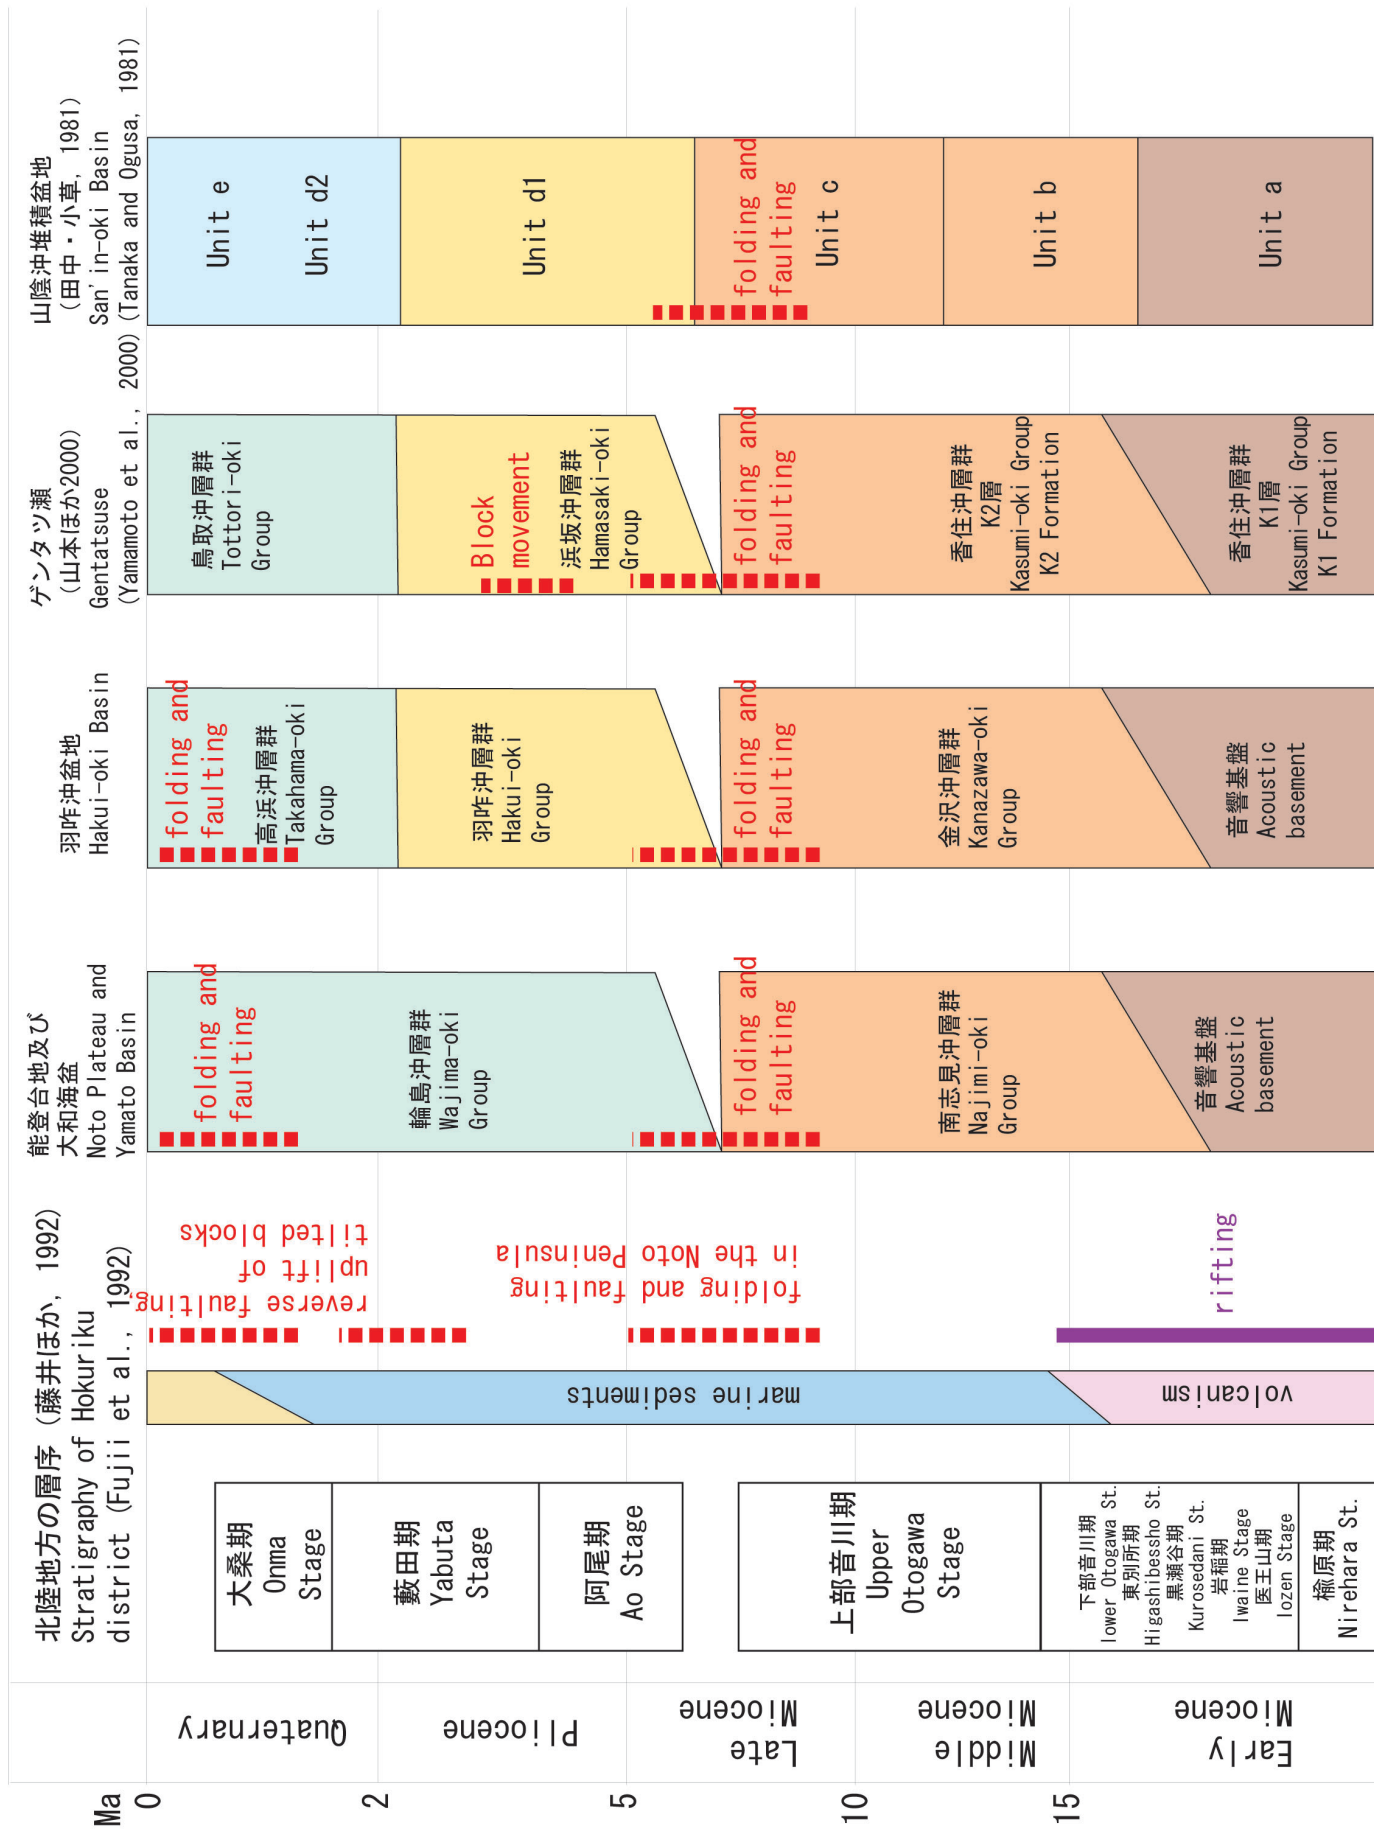 Ma
0
2
5
10
15
Quaternary
Pliocene
Late
Miocene
Middle
Miocene
Early
Miocene
北陸地方の層序（藤井ほか, 1992）
Stratigraphy of Hokuriku
district (Fujii et al., 1992)
大桑期
Onma
Stage
藪田期
Yabuta
Stage
阿尾期
Ao Stage
上部音川期
Upper
Otogawa
Stage
下部音川期
lower Otogawa St.
東別所期
Higashibessho St.
黒瀬谷期
Kurosedani St.
岩稲期
Iwaine Stage
医王山期
Iozen Stage
楡原期
Nirehara St.
marine sediments
volcanism
reverse faulting,
uplift of
tilted blocks
folding and faulting
in the Noto Peninsula
rifting
能登台地及び
大和海盆
Noto Plateau and
Yamato Basin
folding and
faulting
輪島沖層群
Wajima-oki
Group
folding and
faulting
南志見沖層群
Najimi-oki
Group
音響基盤
Acoustic
basement
羽咋沖盆地
Hakui-oki Basin
folding and
faulting
高浜沖層群
Takahama-oki
Group
羽咋沖層群
Hakui-oki
Group
folding and
faulting
金沢沖層群
Kanazawa-oki
Group
音響基盤
Acoustic
basement
ゲンタツ瀬
（山本ほか2000）
Gentatsuse
(Yamamoto et al., 2000)
鳥取沖層群
Tottori-oki
Group
Block
movement
浜坂沖層群
Hamasaki-oki
Group
folding and
faulting
香住沖層群
K2層
Kasumi-oki Group
K2 Formation
香住沖層群
K1層
Kasumi-oki Group
K1 Formation
山陰沖堆積盆地
（田中・小草, 1981）
San'in-oki Basin
(Tanaka and Ogusa, 1981)
Unit e
Unit d2
Unit d1
folding and
faulting
Unit c
Unit b
Unit a